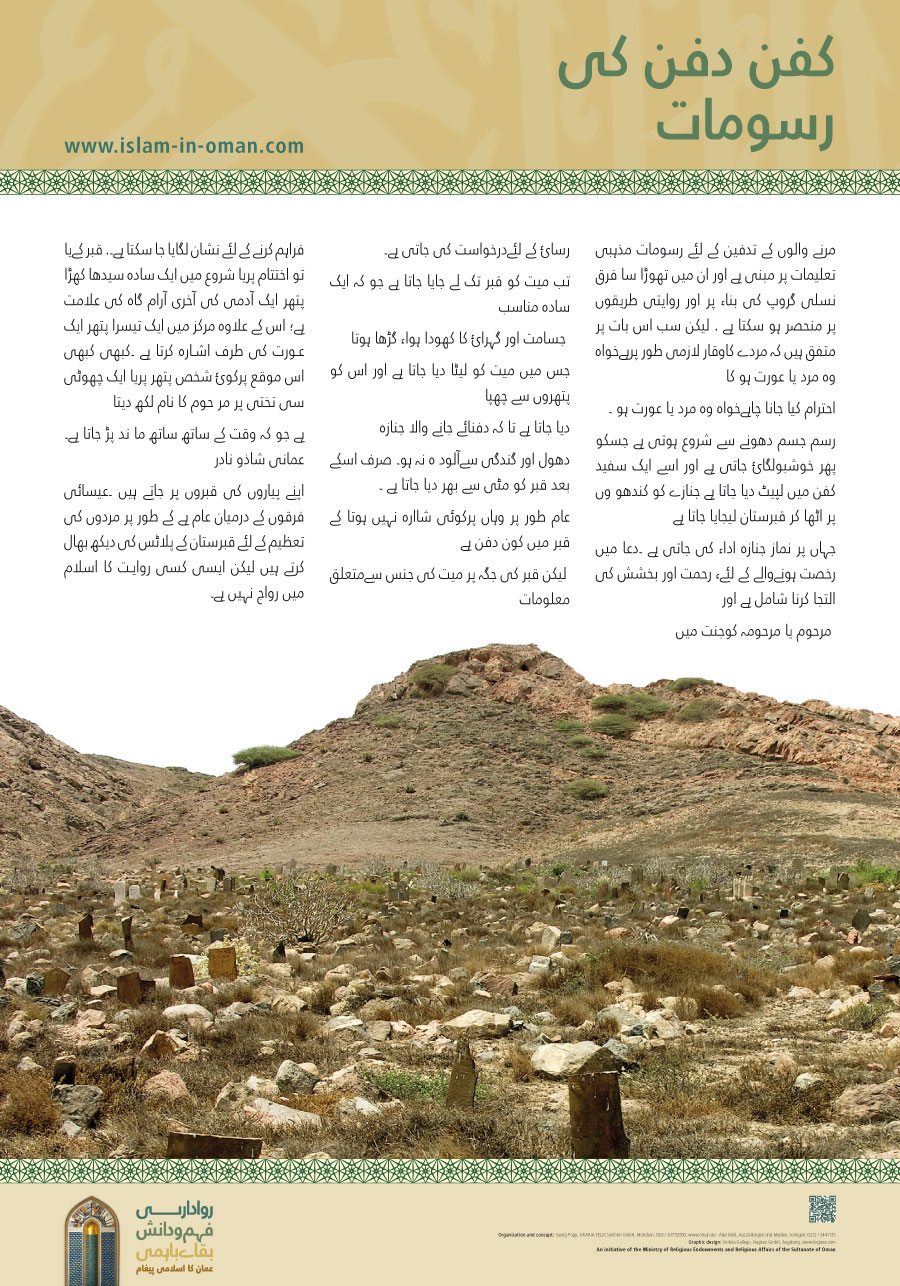 کفن دفن کی
رسومات
www.islam-in-oman.com
مرنے والوں کے تدفین کے لئے رسومات مذہبی
تعلیمات پر مبنی ہے اور ان میں تھوڑا سا فرق
نسلی گروپ کی بناء پر اور روایتی طریقوں
پر منحصر ہو سکتا ہے . لیکن سب اس بات پر
متفق ہیں کہ مردے کاوقار لازمی طور پرہےخواہ
وہ مرد یا عورت ہو کا
احترام کیا جانا چاہےخواہ وہ مرد یا عورت ہو ۔
رسم جسم دھونے سے شروع ہوتی ہے جسکو
پھر خوشبولگائ جاتی ہے اور اسے ایک سفید
کفن میں لپیٹ دیا جاتا ہے جنازے کو کندھو وں
پر اٹھا کر قبرستان لیجایا جاتا ہے
جہاں پر نماز جنازہ اداء کی جاتی ہے ۔دعا میں
رخصت ہونےوالے کے لئے، رحمت اور بخشش کی
التجا کرنا شامل ہے اور
مرحوم یا مرحومہ کوجنت میں
رسائ کے لئےدرخواست کی جاتی ہے۔
تب میت کو قبر تک لے جایا جاتا ہے جو کہ ایک
سادہ مناسب
جسامت اور گہرائ کا کھودا ہواء گڑھا ہوتا
جس میں میت کو لیٹا دیا جاتا ہے اور اس کو
پتھروں سے چھپا
دیا جاتا ہے تا کہ دفنائے جانے والا جنازہ
دھول اور گندگی سےآلود ہ نہ ہو۔ صرف اسکے
بعد قبر کو مٹی سے بھر دیا جاتا ہے ۔
عام طور پر وہاں پرکوئی شاارہ نہیں ہوتا کے
قبر میں کون دفن ہے
لیکن قبر کی جگہ پر میت کی جنس سےمتعلق
معلومات
فراہم کرنے کے لئے نشان لگایا جا سکتا ہے.. قبر کےیا
تو اختتام پریا شروع میں ایک سادہ سیدھا کھڑا
پتھر ایک آدمی کی آخری آرام گاہ کی علامت
ہے؛ اس کے علاوہ مرکز میں ایک تیسرا پتھر ایک
عورت کی طرف اشارہ کرتا ہے ۔کبھی کبھی
اس موقع پرکوئ شخص پتھر پریا ایک چھوٹی
سی تختی پر مر حوم کا نام لکھ دیتا
ہے جو کہ وقت کے ساتھ ساتھ ما ند پڑ جاتا ہے۔
عمانی شاذو نادر
اپنے پیاروں کی قبروں پر جاتے ہیں ۔عیسائی
فرقوں کے درمیان عام ہے کے طور پر مردوں کی
تعظیم کے لئے قبرستان کے پلاٹس کی دیکھ بھال
کرتے ہیں لیکن ایسی کسی روایت کا اسلام
میں رواج نہیں ہے۔
رواداری
فہم ودانش
بقائے باہمی
عمان کا اسلامی پیغام
Organisation and concept: Georg Popp, ARABIA FELIX Synform GmbH, München,
An initiative of the Ministry of Religious Endowments and Religious Affairs of the Sultanate of Oman